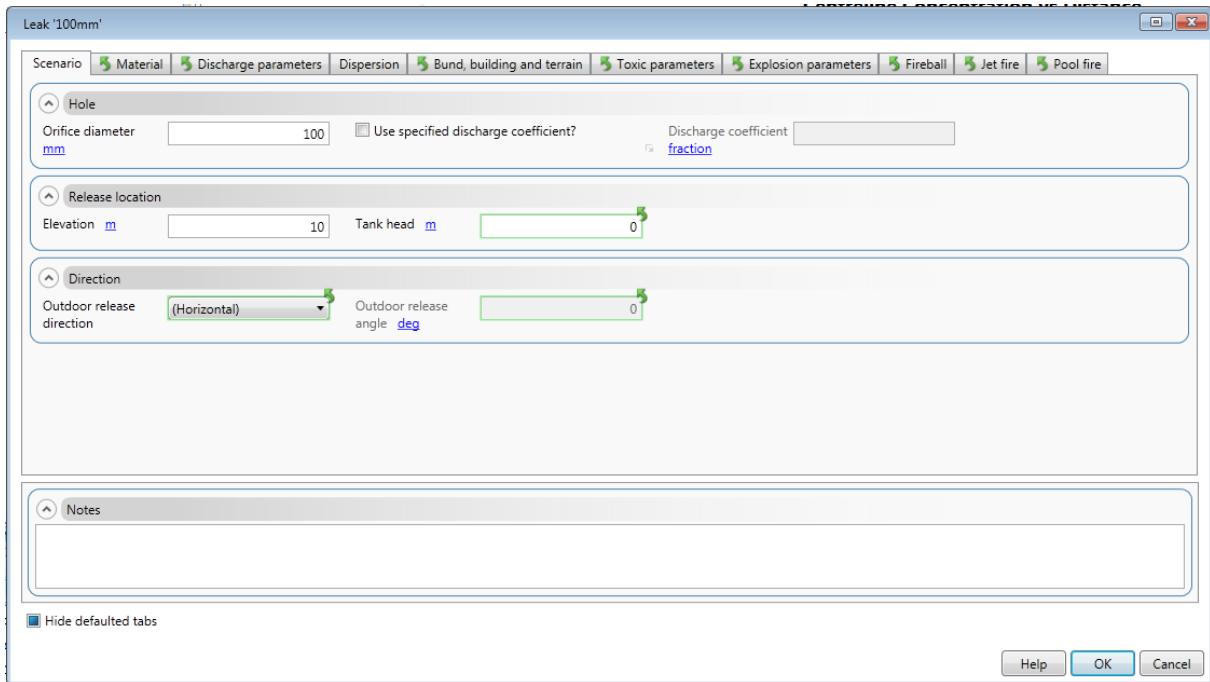 Leak '100mm'
Scenario Material Discharge parameters Dispersion Bund, building and terrain Toxic parameters Explosion parameters Fireball Jet fire Pool fire
Hole
Orifice diameter 100 Use specified discharge coefficient? Discharge coefficient
mm fraction
Release location
Elevation m 10 Tank head m 0
Direction
Outdoor release (Horizontal) Outdoor release 0
direction angle deg
Notes
Hide defaulted tabs
Help OK Cancel